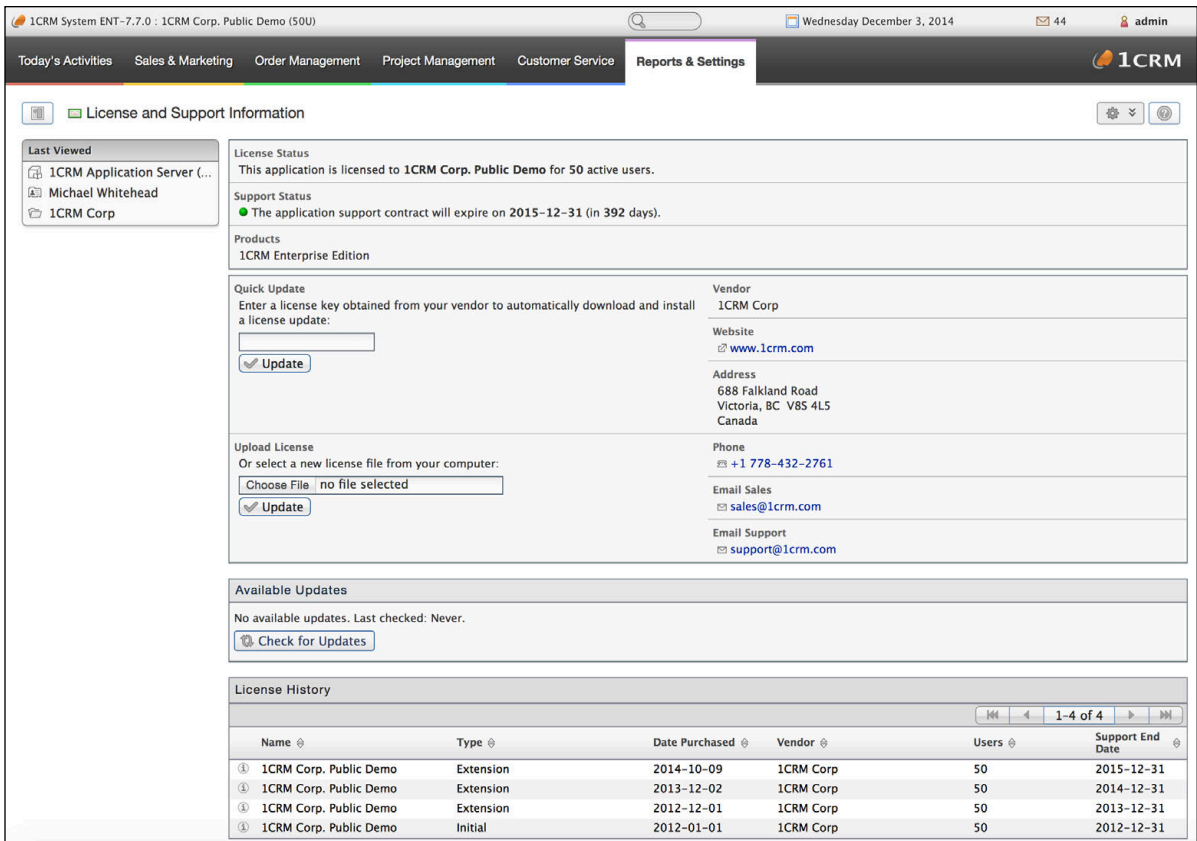 1CRM System ENT-7.7.0 : 1CRM Corp. Public Demo (50U)
Wednesday December 3, 2014
44
admin
Today's Activities
Sales & Marketing
Order Management
Project Management
Customer Service
Reports & Settings
1CRM
License and Support Information
Last Viewed
1CRM Application Server (...
Michael Whitehead
1CRM Corp
License Status
This application is licensed to 1CRM Corp. Public Demo for 50 active users.
Support Status
The application support contract will expire on 2015-12-31 (in 392 days).
Products
1CRM Enterprise Edition
Quick Update
Enter a license key obtained from your vendor to automatically download and install
a license update:
Update
Upload License
Or select a new license file from your computer:
Choose File no file selected
Update
Vendor
1CRM Corp
Website
www.1crm.com
Address
688 Falkland Road
Victoria, BC V8S 4L5
Canada
Phone
+1 778-432-2761
Email Sales
sales@1crm.com
Email Support
support@1crm.com
Available Updates
No available updates. Last checked: Never.
Check for Updates
License History
1-4 of 4
Name Type Date Purchased Vendor Users Support End Date
1CRM Corp. Public Demo Extension 2014-10-09 1CRM Corp 50 2015-12-31
1CRM Corp. Public Demo Extension 2013-12-02 1CRM Corp 50 2014-12-31
1CRM Corp. Public Demo Extension 2012-12-01 1CRM Corp 50 2013-12-31
1CRM Corp. Public Demo Initial 2012-01-01 1CRM Corp 50 2012-12-31